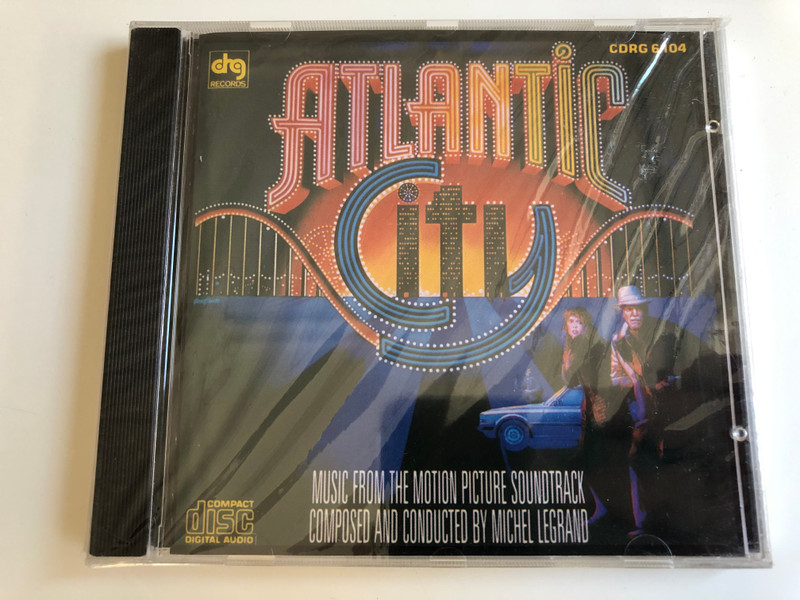 drg
RECORDS
CDRG 6104
ATLANTIC
City
MUSIC FROM THE MOTION PICTURE SOUNDTRACK
COMPOSED AND CONDUCTED BY MICHEL LEGRAND
COMPACT
disc
DIGITAL AUDIO